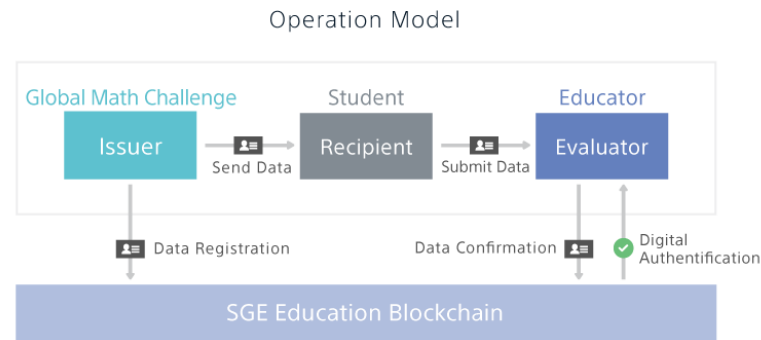 Operation Model
Global Math Challenge
Student
Educator
Issuer
Recipient
Evaluator
Send Data
Submit Data
Data Registration
Data Confirmation
Digital
Authentification
SGE Education Blockchain